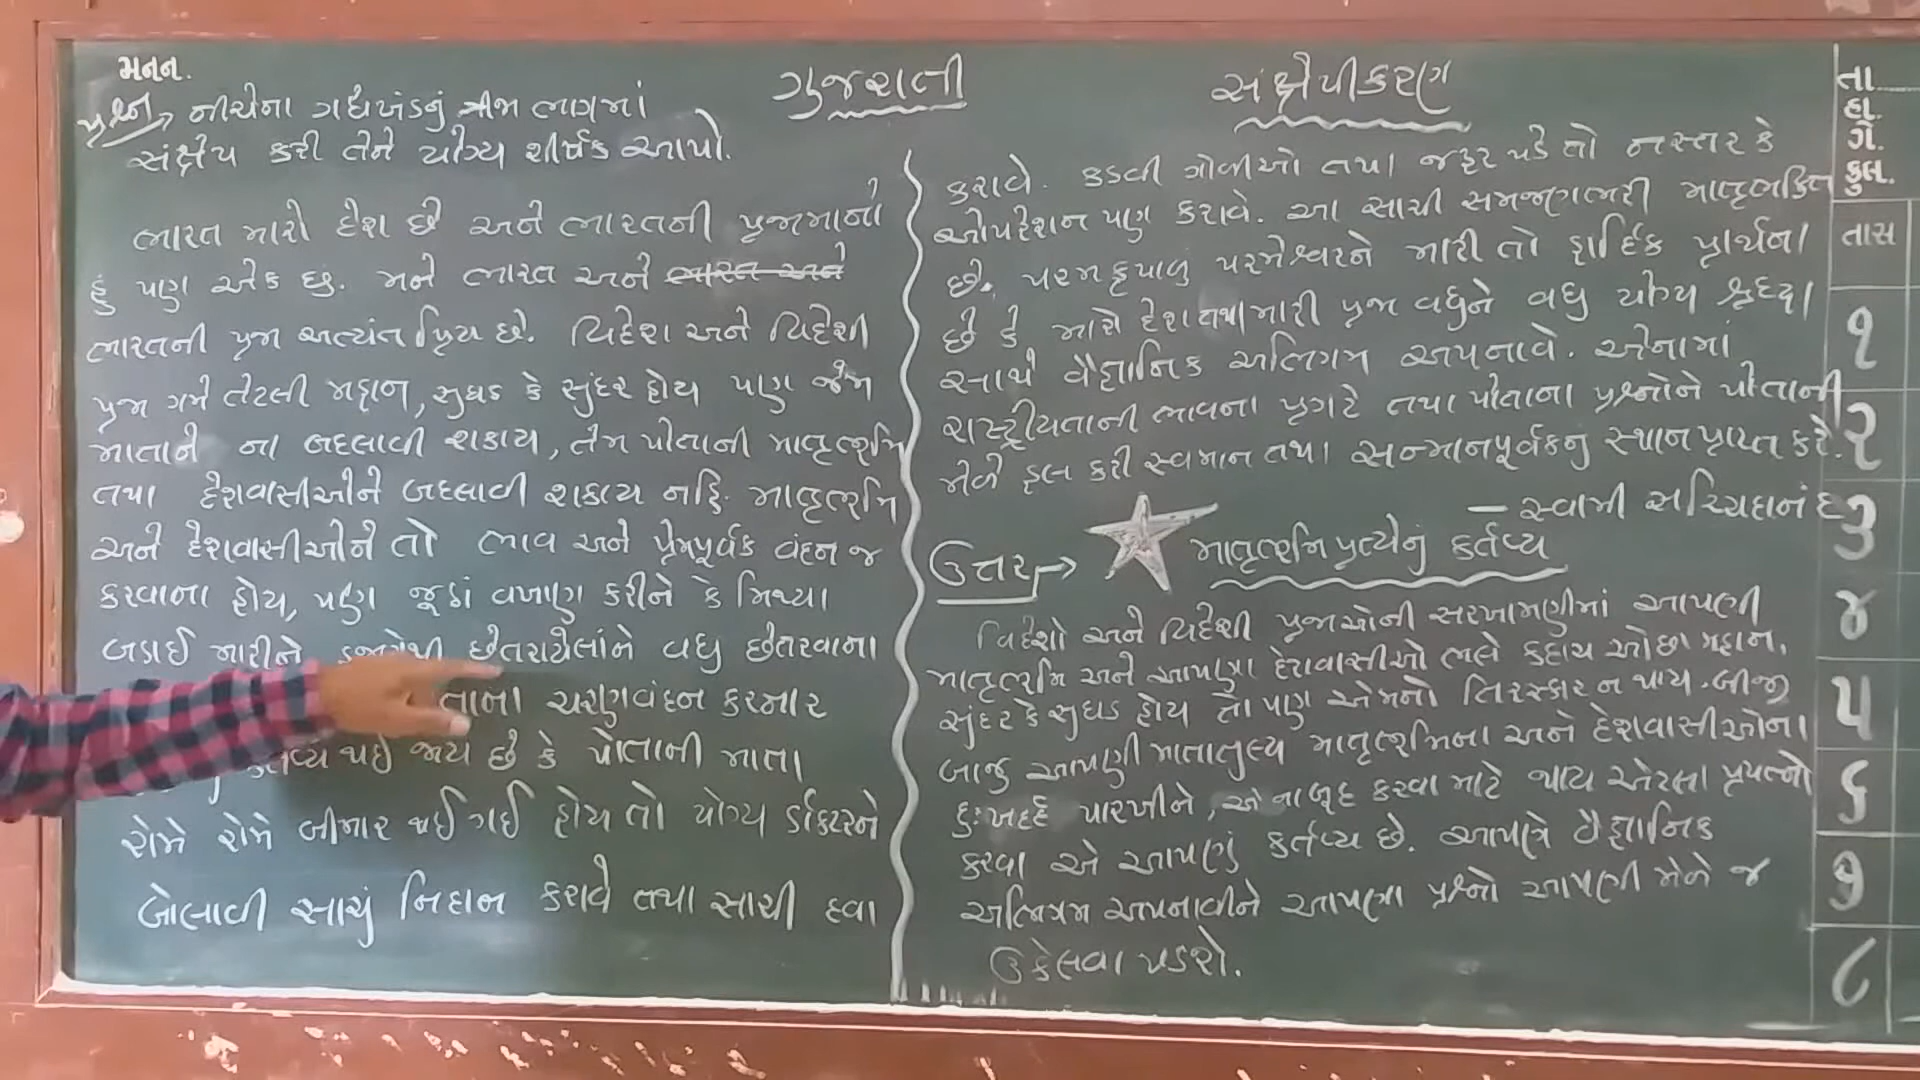 મનન.
ગુજરાતી
સંક્ષેપીકરણ
પ્રશ્ન → નીચેના ગદ્યખંડનું ત્રીજા ભાગમાં
સંક્ષેપ કરી તેને યોગ્ય શીર્ષક આપો.
ભારત મારો દેશ છે અને ભારતની પ્રજામાનો
હું પણ એક છું. મને ભારત અને ભારત અને
ભારતની પ્રજા અત્યંત પ્રિય છે. વિદેશ અને વિદેશી
પ્રજા ગમે તેટલી મહાન, સુઘડ કે સુંદર હોય પણ જેમ
માતાને ના બદલાવી શકાય, તેમ પોતાની માતૃભૂમિ
તથા દેશવાસીઓને બદલાવી શકાય નહિ. માતૃભૂમિ
અને દેશવાસીઓને તો ભાવ અને પ્રેમપૂર્વક વંદન જ
કરવાના હોય, પણ જૂઠાં વખાણ કરીને કે મિથ્યા
બડાઈ મારીને છેતરાયેલાંને વધુ છેતરવાના
ચરણવંદન કરનાર
થઈ જાય છે કે પોતાની માતા
રોમે રોમે બીમાર થઈ ગઈ હોય તો યોગ્ય ડૉક્ટરને
બોલાવી સાચું નિદાન કરાવે તથા સાચી દવા
કરાવે. કડવી ગોળીઓ તથા જરૂર પડે તો નસ્તર કે
ઓપરેશન પણ કરાવે. આ સાચી સમજણભરી માતૃભક્તિ
છે. પરમકૃપાળુ પરમેશ્વરને મારી તો હાર્દિક પ્રાર્થના
છે કે મારો દેશ તથા મારી પ્રજા વધુને વધુ યોગ્ય શ્રધ્ધા
સાથે વૈજ્ઞાનિક અભિગમ અપનાવે. એનામાં
રાષ્ટ્રીયતાની ભાવના પ્રગટે તથા પોતાના પ્રશ્નોને પોતાની
મેળે હલ કરી સ્વમાન તથા સન્માનપૂર્વકનું સ્થાન પ્રાપ્ત કરે.
– સ્વામી સચ્ચિદાનંદ
ઉત્તર → માતૃભૂમિ પ્રત્યેનું કર્તવ્ય
વિદેશો અને વિદેશી પ્રજાઓની સરખામણીમાં આપણી
માતૃભૂમિ અને આપણા દેશવાસીઓ ભલે કદાચ ઓછા મહાન,
સુંદર કે સુઘડ હોય તો પણ એમનો તિરસ્કાર ન થાય. બીજી
બાજુ આપણી માતાતુલ્ય માતૃભૂમિના અને દેશવાસીઓના
દુઃખદર્દ પારખીને, એ નાબૂદ કરવા માટે થાય એટલા પ્રયત્નો
કરવા એ આપણું કર્તવ્ય છે. આપણે વૈજ્ઞાનિક
અભિગમ અપનાવીને આપણા પ્રશ્નો આપણી મેળે જ
ઉકેલવા પડશે.
તા.
હા.
ગે.
કુલ.
તાસ
૧
૨
૩
૪
૫
૬
૭
૮